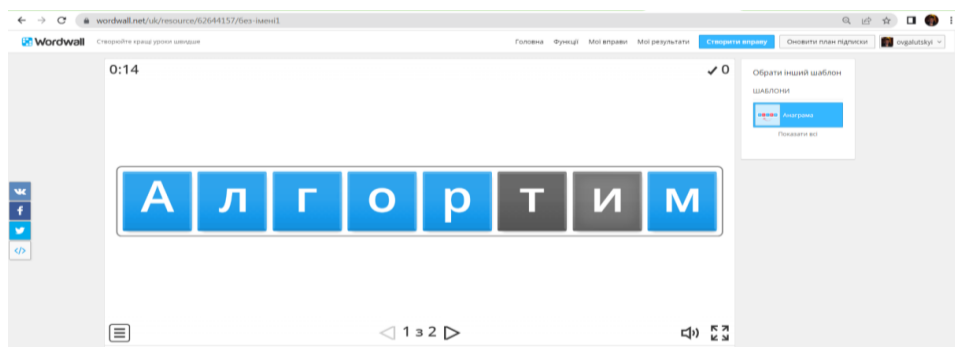 wordwall.net/uk/resource/62644157/без-імені1
Wordwall Створюйте кращі уроки швидше Головна Функції Мої вправи Мої результати Створити вправу Оновити план підписки ovgalutskyi
0:14 0
Обрати інший шаблон
ШАБЛОНИ
Анаграма
Показати всі
А л г о р т и м
1 з 2